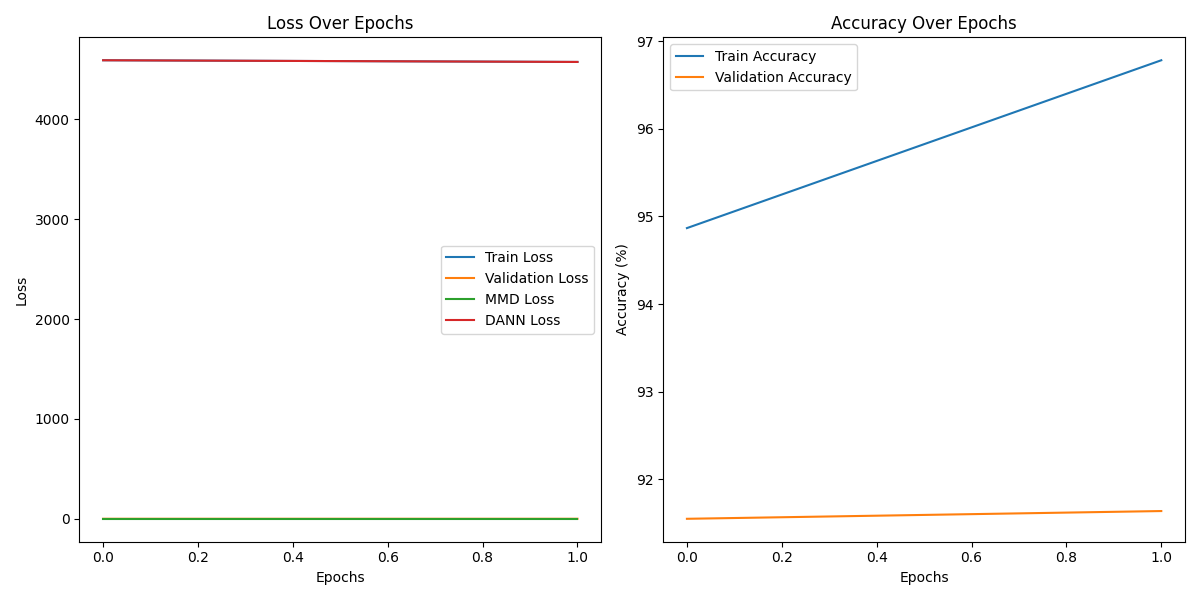 Loss Over Epochs
4000
3000
2000
1000
0
Loss
0.0 0.2 0.4 0.6 0.8 1.0
Epochs
Train Loss
Validation Loss
MMD Loss
DANN Loss
Accuracy Over Epochs
97
96
95
94
93
92
Accuracy (%)
0.0 0.2 0.4 0.6 0.8 1.0
Epochs
Train Accuracy
Validation Accuracy